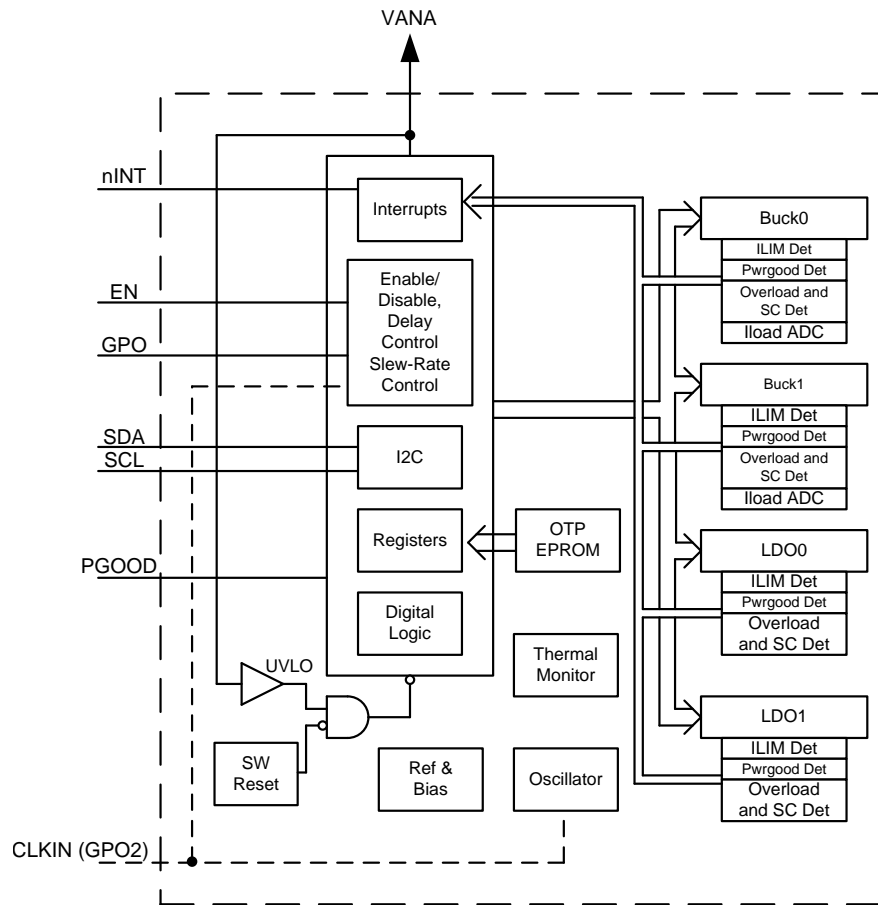 VANA
nINT
Interrupts
EN
Enable/
Disable,
Delay
Control
Slew-Rate
Control
GPO
SDA
SCL
I2C
Registers
OTP
EPROM
PGOOD
Digital
Logic
Thermal
Monitor
UVLO
SW
Reset
Ref &
Bias
Oscillator
CLKIN (GPO2)
Buck0
ILIM Det
Pwrgood Det
Overload and
SC Det
Iload ADC
Buck1
ILIM Det
Pwrgood Det
Overload and
SC Det
Iload ADC
LDO0
ILIM Det
Pwrgood Det
Overload
and SC Det
LDO1
ILIM Det
Pwrgood Det
Overload
and SC Det